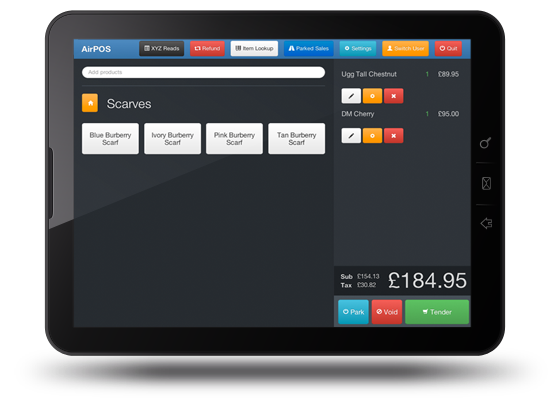 AirPOS
XYZ Reads
Refund
Item Lookup
Parked Sales
Settings
Switch User
Quit
Add products
Scarves
Blue Burberry
Scarf
Ivory Burberry
Scarf
Pink Burberry
Scarf
Tan Burberry
Scarf
Ugg Tall Chestnut 1 £89.95
DM Cherry 1 £95.00
Sub £154.13
Tax £30.82
£184.95
Park
Void
Tender